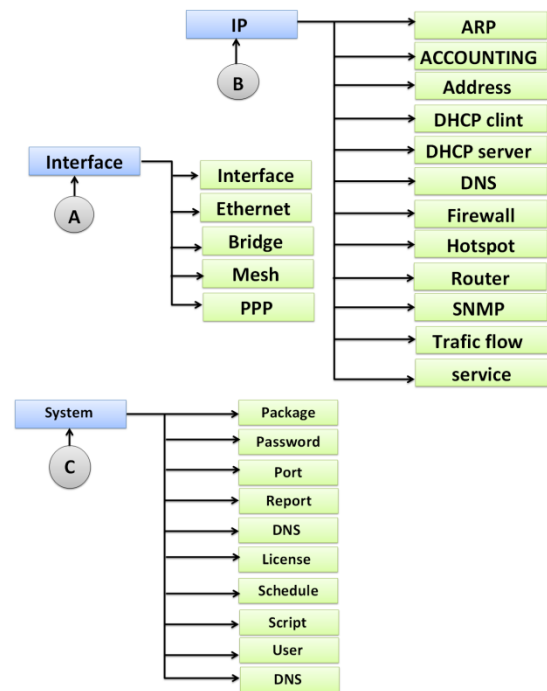 IP
B
ARP
ACCOUNTING
Address
DHCP clint
DHCP server
DNS
Firewall
Hotspot
Router
SNMP
Trafic flow
service
Interface
A
Interface
Ethernet
Bridge
Mesh
PPP
System
C
Package
Password
Port
Report
DNS
License
Schedule
Script
User
DNS